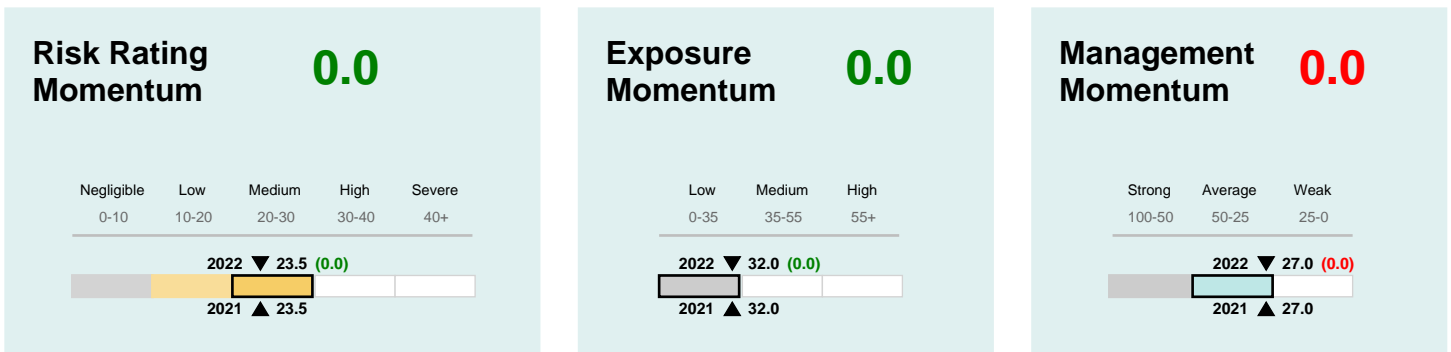 Risk Rating
Momentum
0.0
Negligible Low Medium High Severe
0-10 10-20 20-30 30-40 40+
2022 ▼ 23.5 (0.0)
2021 ▲ 23.5
Exposure
Momentum
0.0
Low Medium High
0-35 35-55 55+
2022 ▼ 32.0 (0.0)
2021 ▲ 32.0
Management
Momentum
0.0
Strong Average Weak
100-50 50-25 25-0
2022 ▼ 27.0 (0.0)
2021 ▲ 27.0